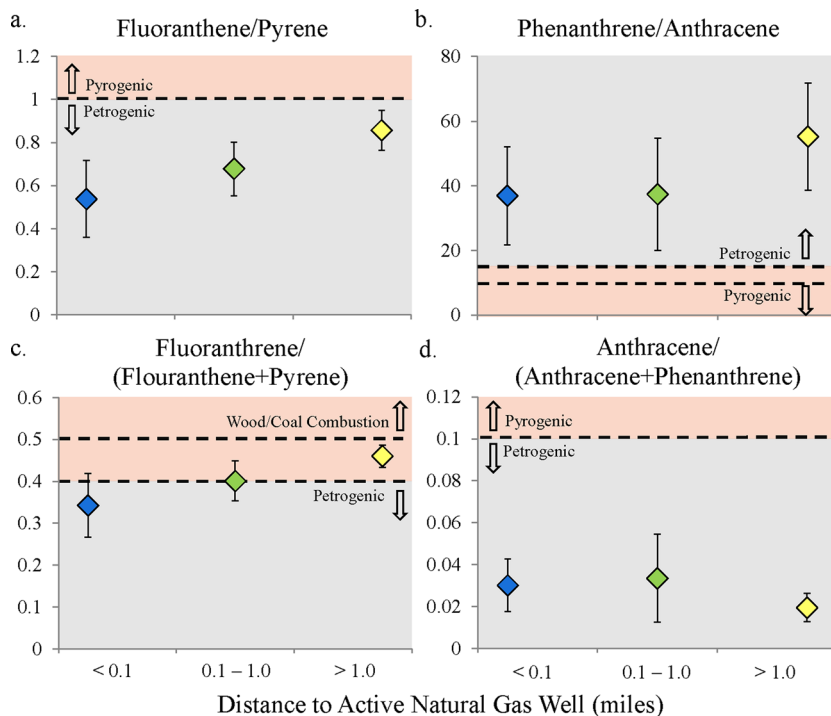 a.
Fluoranthene/Pyrene
1.2
1
0.8
0.6
0.4
0.2
0
Pyrogenic
Petrogenic
b.
Phenanthrene/Anthracene
80
60
40
20
0
Petrogenic
Pyrogenic
c.
Fluoranthrene/
(Flouranthene+Pyrene)
0.6
0.5
0.4
0.3
0.2
0.1
0
Wood/Coal Combustion
Petrogenic
< 0.1
0.1 – 1.0
> 1.0
d.
Anthracene/
(Anthracene+Phenanthrene)
0.12
0.1
0.08
0.06
0.04
0.02
0
Pyrogenic
Petrogenic
< 0.1
0.1 – 1.0
> 1.0
Distance to Active Natural Gas Well (miles)